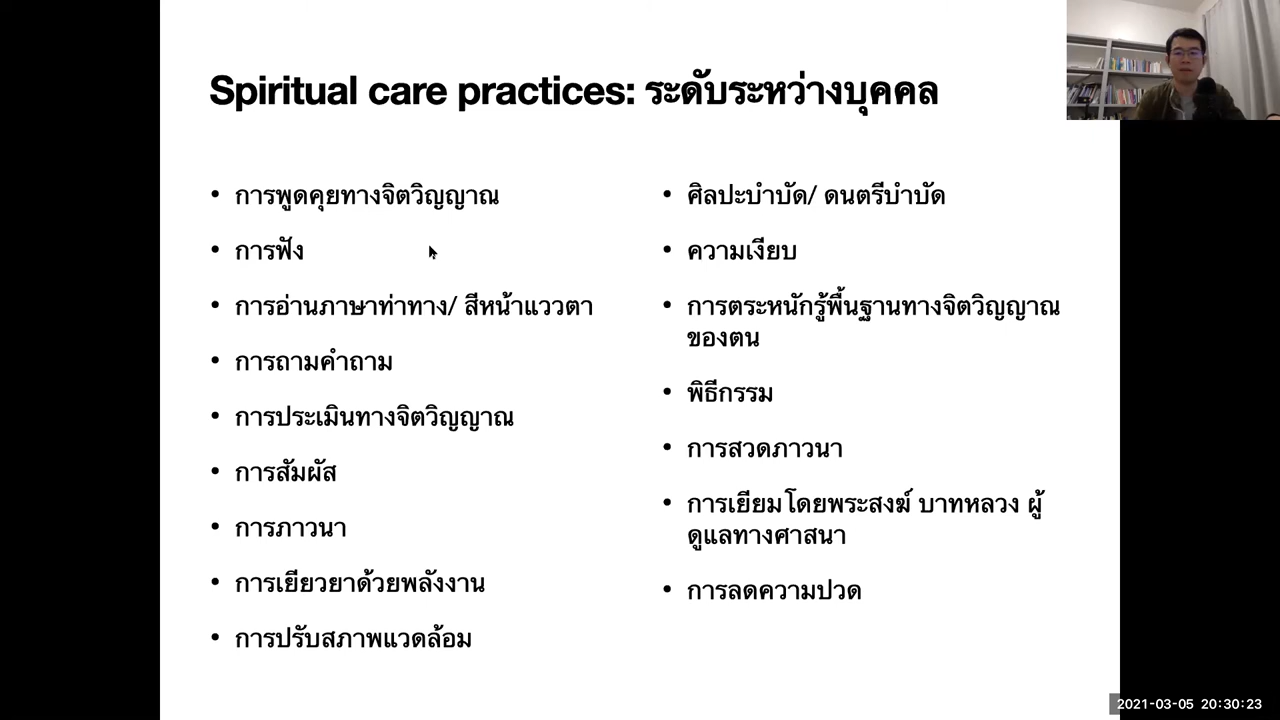 Spiritual care practices: ระดับระหว่างบุคคล
• การพูดคุยทางจิตวิญญาณ
• การฟัง
• การอ่านภาษาท่าทาง/ สีหน้าแววตา
• การถามคำถาม
• การประเมินทางจิตวิญญาณ
• การสัมผัส
• การภาวนา
• การเยียวยาด้วยพลังงาน
• การปรับสภาพแวดล้อม
• ศิลปะบำบัด/ ดนตรีบำบัด
• ความเงียบ
• การตระหนักรู้พื้นฐานทางจิตวิญญาณ
ของตน
• พิธีกรรม
• การสวดภาวนา
• การเยี่ยมโดยพระสงฆ์ บาทหลวง ผู้
ดูแลทางศาสนา
• การลดความปวด
2021-03-05 20:30:23